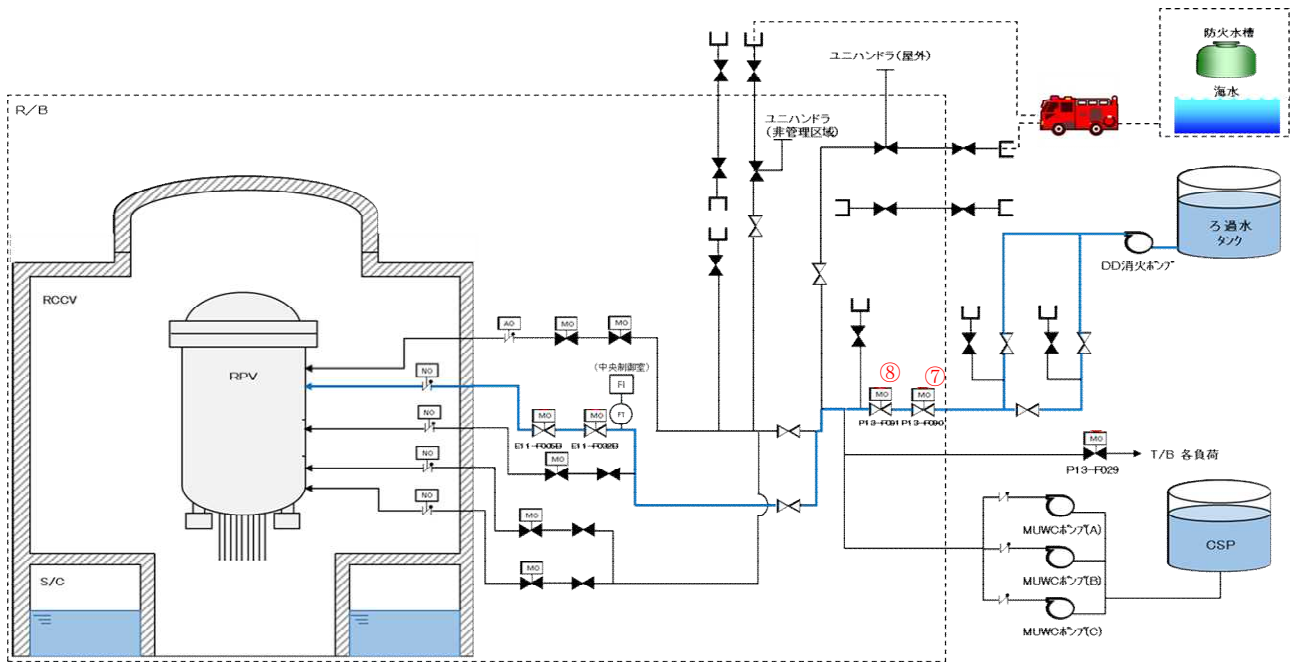 防火水槽
海水
ユニハンドラ(屋外)
R/B
ユニハンドラ
(非管理区域)
ろ過水
タンク
DD消火ポンプ
RCCV
RPV
AO
MO
MO
(中央制御室)
NO
FI
FT
MO
MO
E11-F005B
E11-F032B
NO
MO
NO
MO
NO
MO
⑧
⑦
MO
MO
P13-F091
P13-F090
MO
T/B 各負荷
P13-F029
MUWCポンプ(A)
MUWCポンプ(B)
MUWCポンプ(C)
CSP
S/C